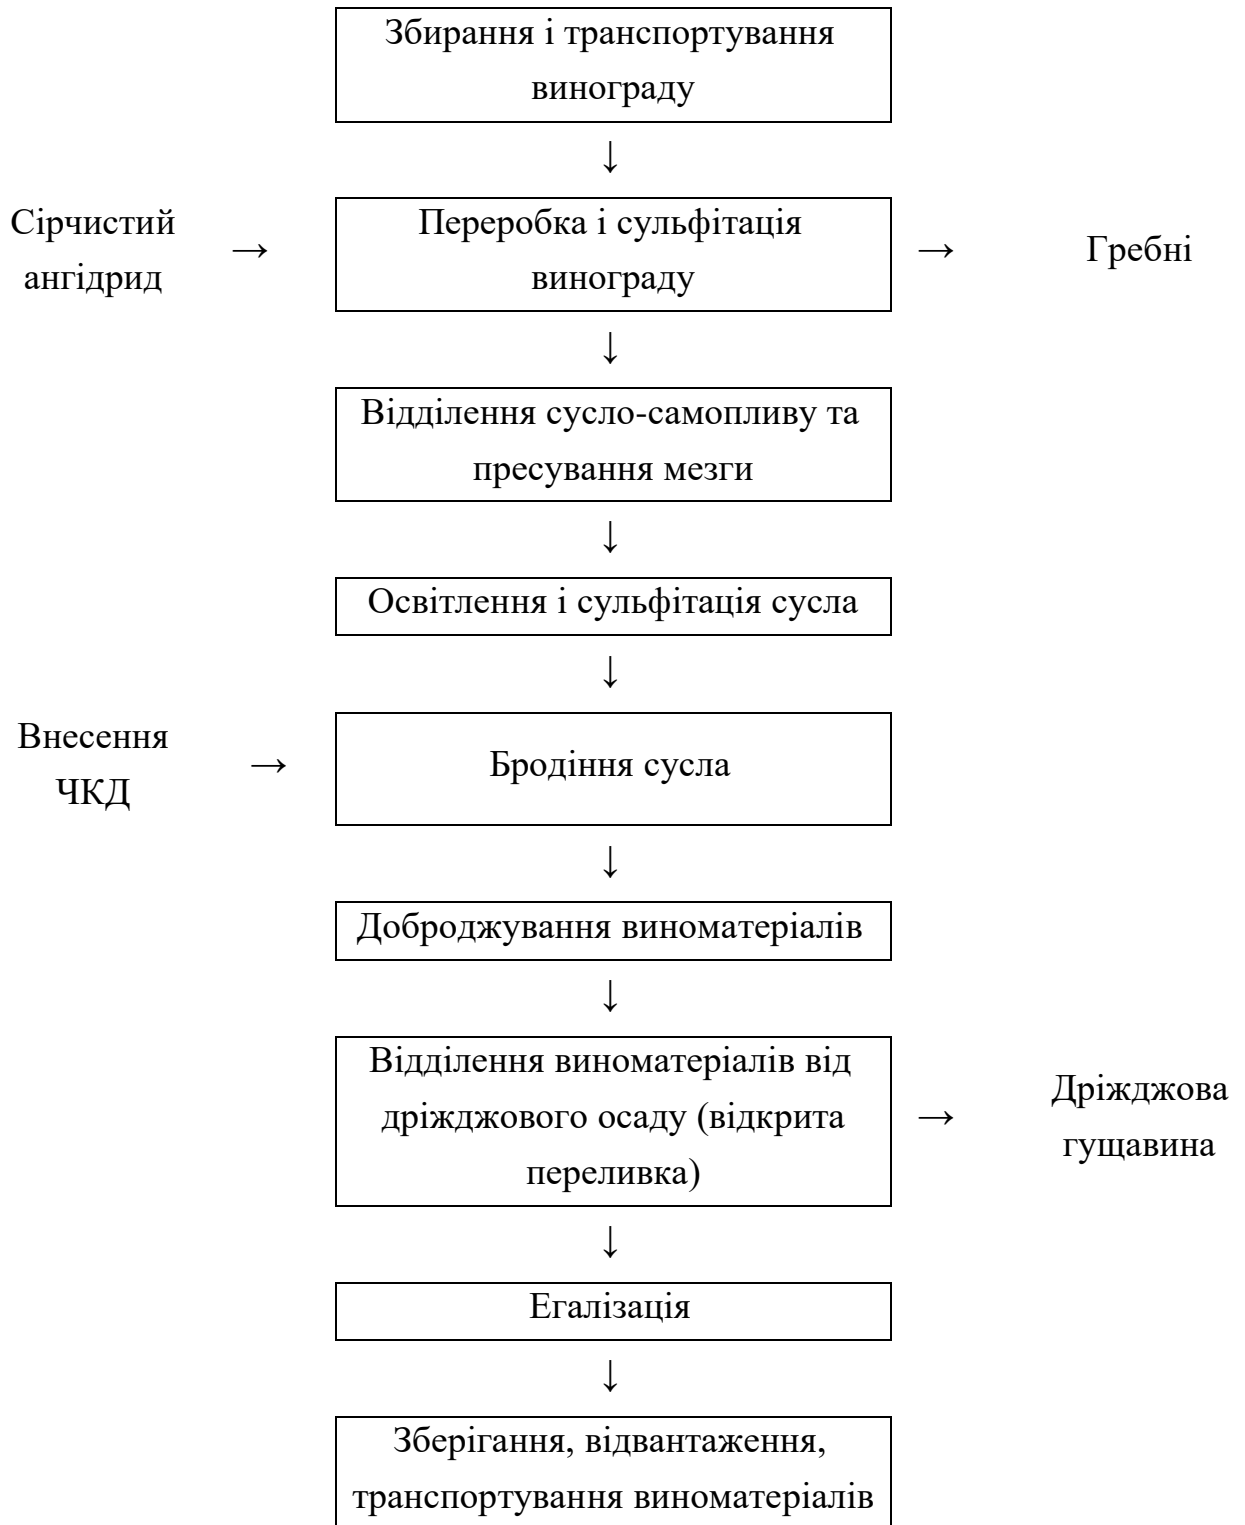 Збирання і транспортування
винограду
↓
Сірчистий
ангідрид
→
Переробка і сульфітація
винограду
→
Гребні
↓
Відділення сусло-самопливу та
пресування мезги
↓
Освітлення і сульфітація сусла
↓
Внесення
ЧКД
→
Бродіння сусла
↓
Доброджування виноматеріалів
↓
Відділення виноматеріалів від
дріжджового осаду (відкрита
переливка)
→
Дріжджова
гущавина
↓
Егалізація
↓
Зберігання, відвантаження,
транспортування виноматеріалів